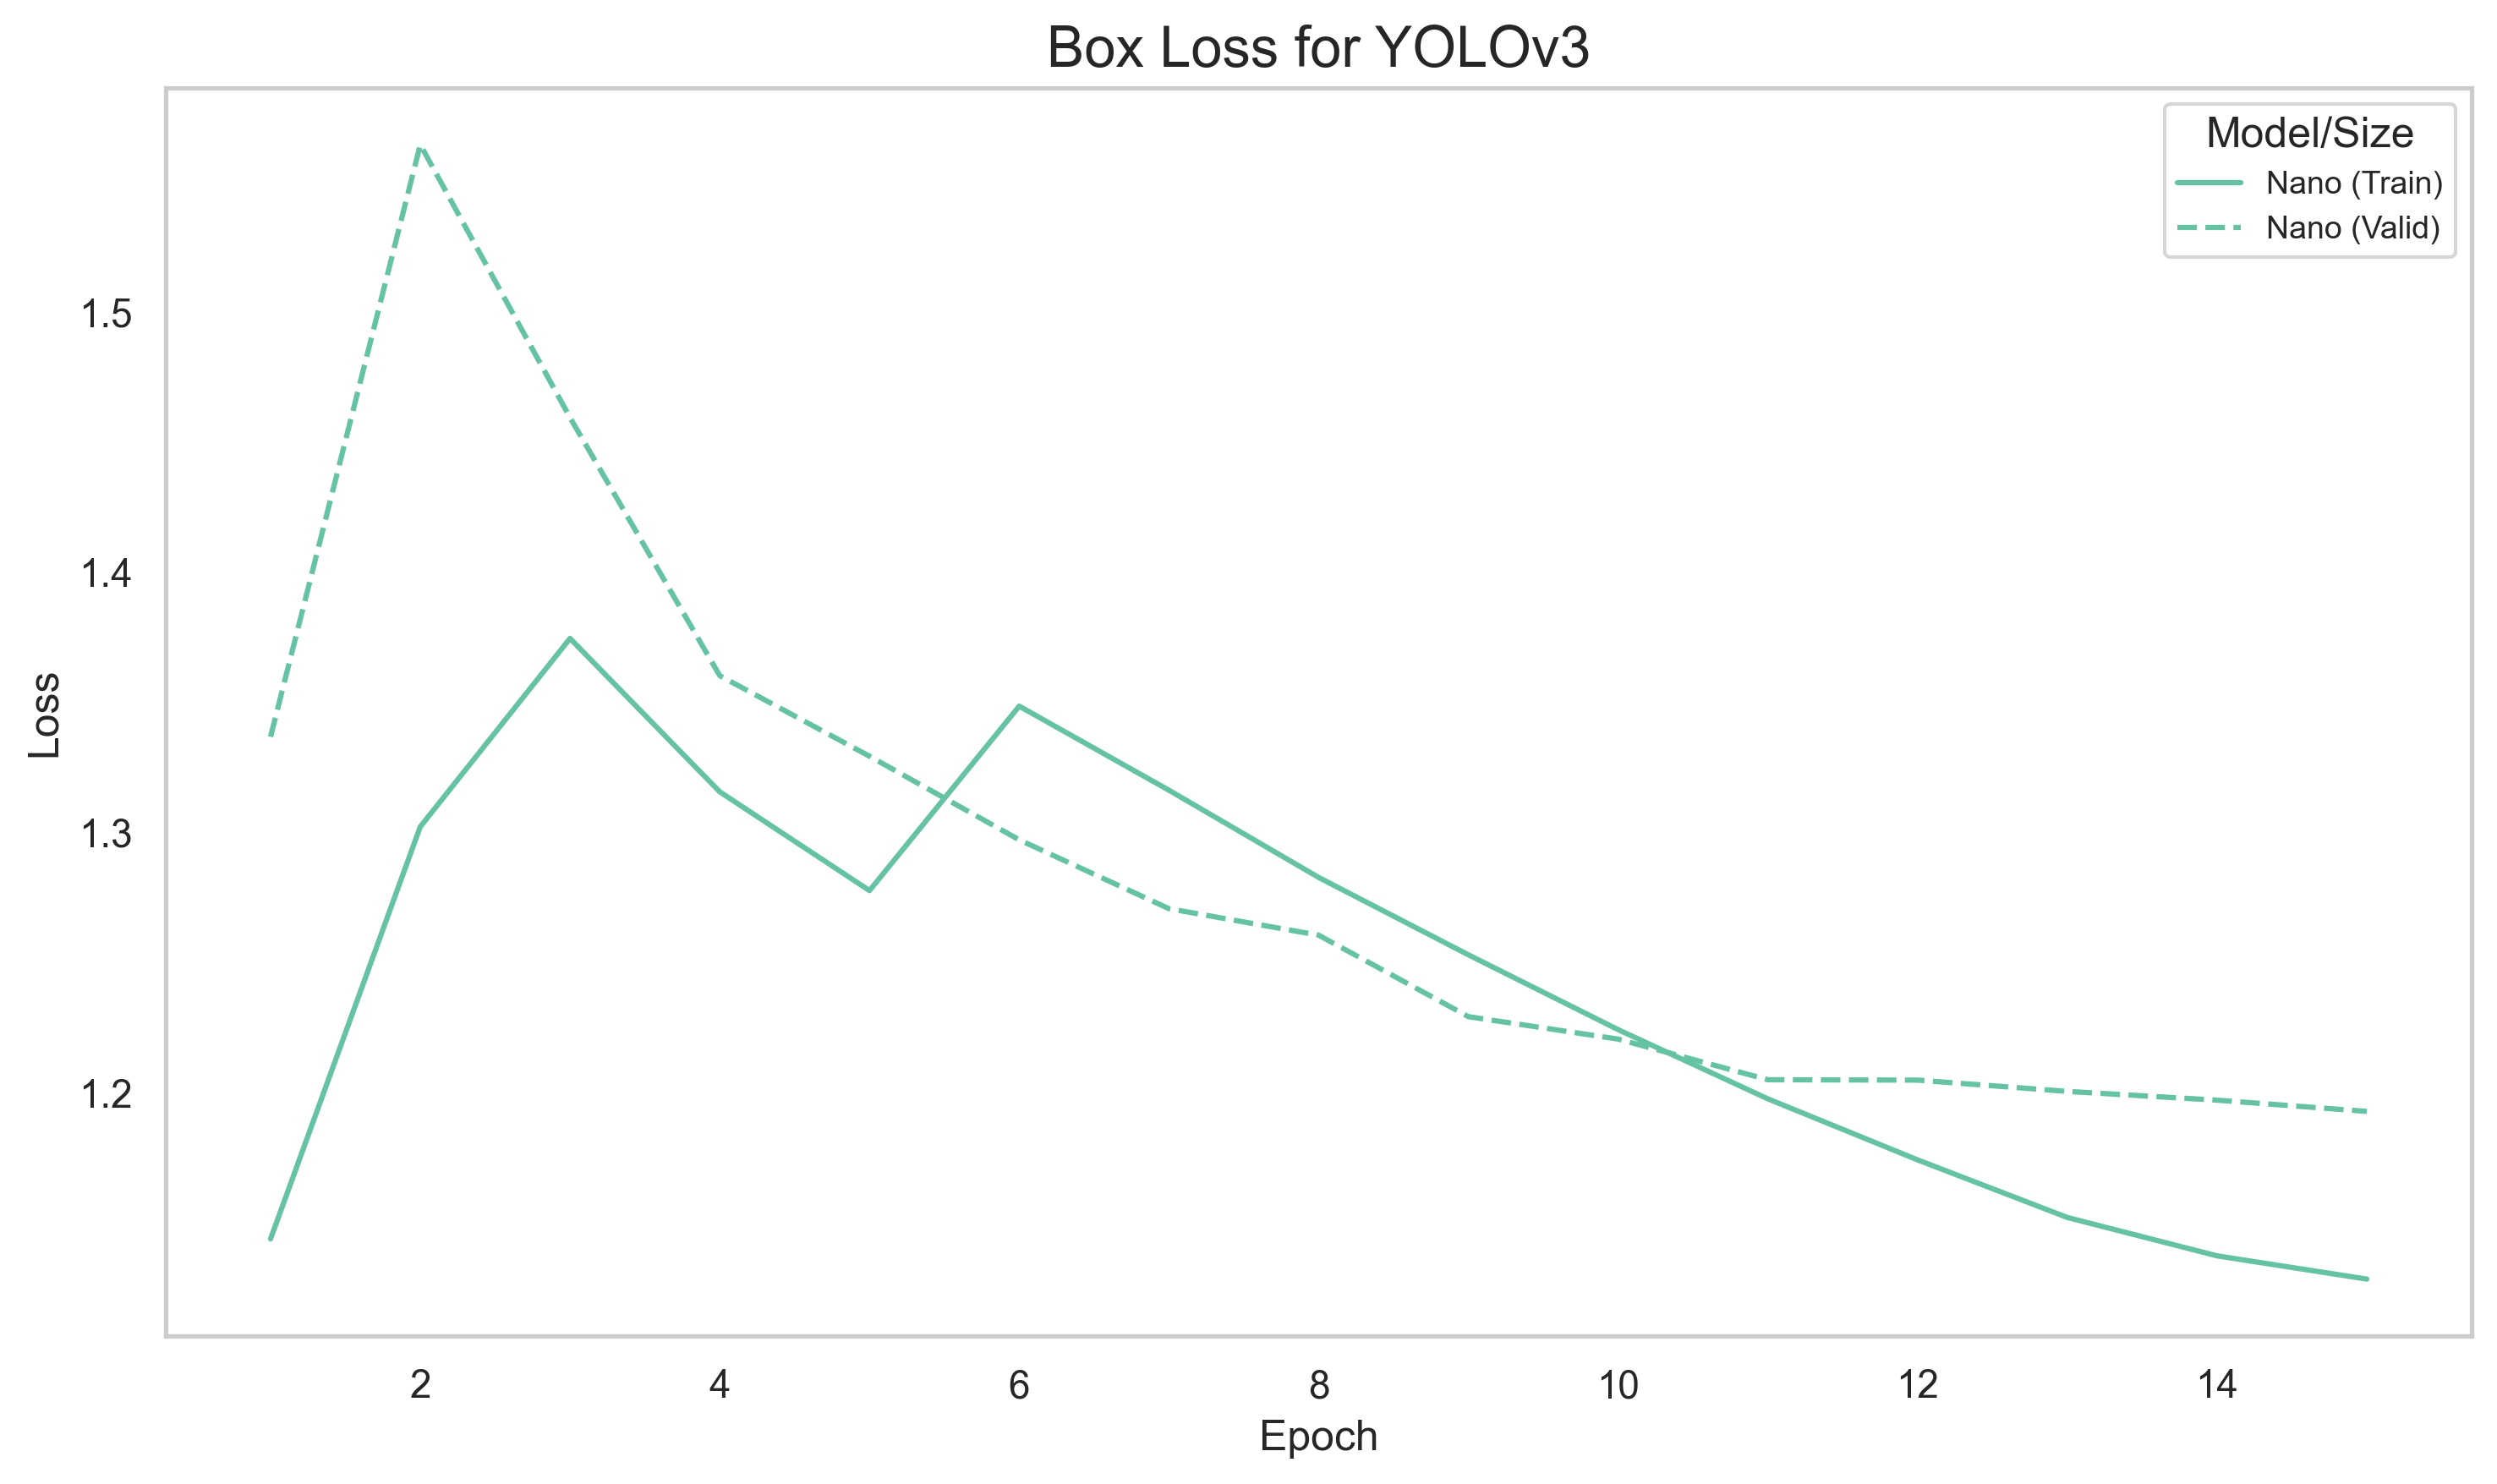 Box Loss for YOLOv3
Model/Size
Nano (Train)
Nano (Valid)
1.5
1.4
1.3
1.2
Loss
2 4 6 8 10 12 14
Epoch